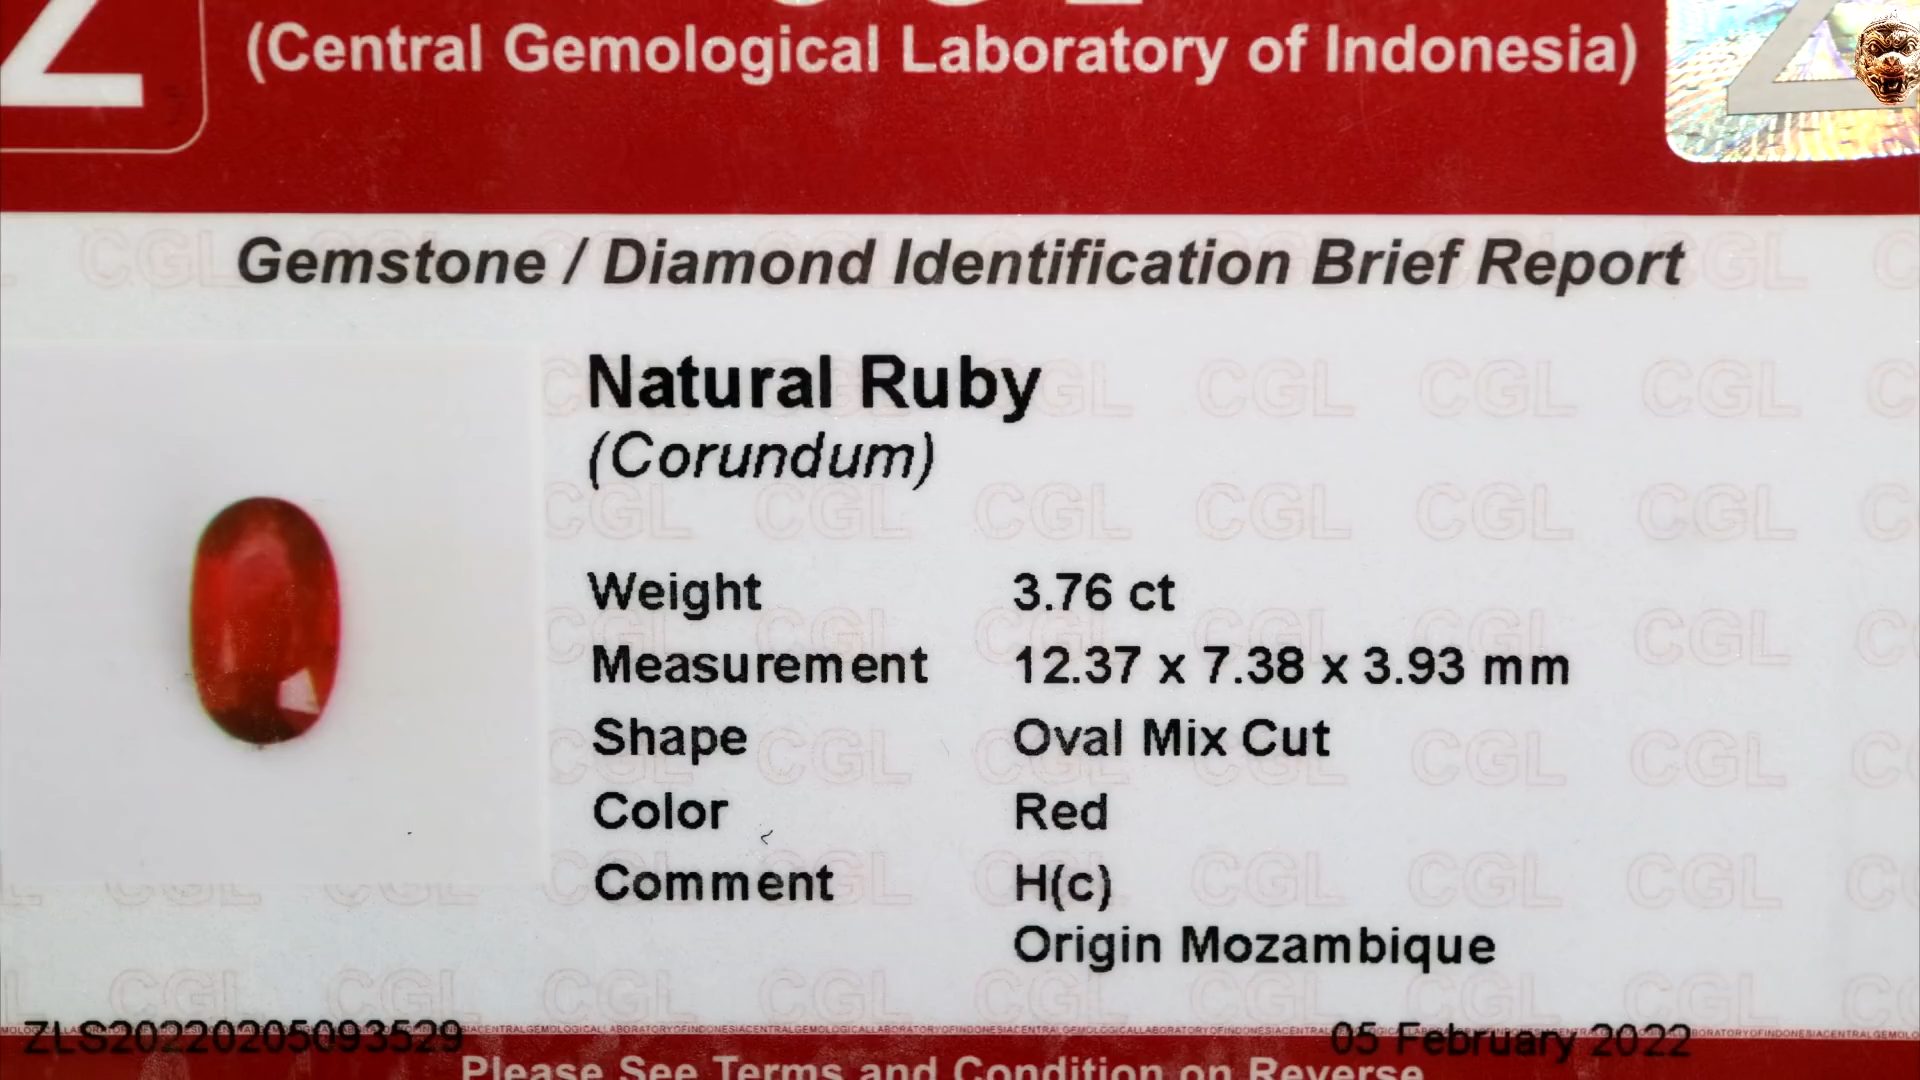 Z
(Central Gemological Laboratory of Indonesia)
Gemstone / Diamond Identification Brief Report
Natural Ruby
(Corundum)
Weight 3.76 ct
Measurement 12.37 x 7.38 x 3.93 mm
Shape Oval Mix Cut
Color Red
Comment H(c)
Origin Mozambique
ZLS20220205093529 05 February 2022
Please See Terms and Condition on Reverse